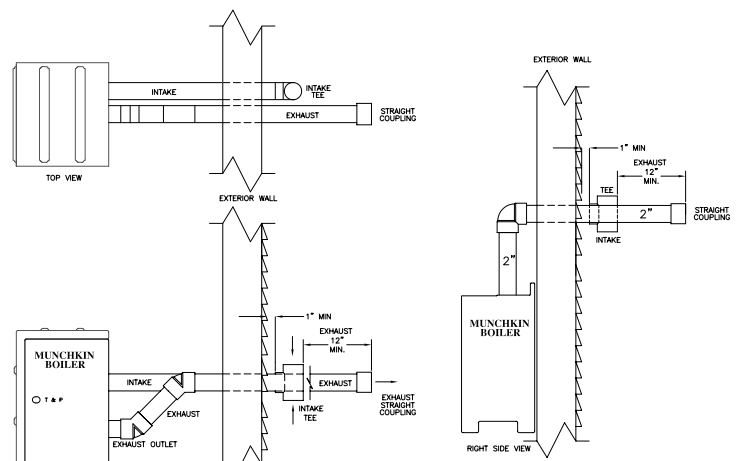 INTAKE
INTAKE
TEE
EXHAUST
STRAIGHT
COUPLING
TOP VIEW
EXTERIOR WALL
1" MIN
EXHAUST
12"
MIN.
MUNCHKIN
BOILER
INTAKE
T & P
EXHAUST
EXHAUST
EXHAUST OUTLET
INTAKE
TEE
EXHAUST
STRAIGHT
COUPLING
EXTERIOR WALL
1" MIN
EXHAUST
12"
MIN.
TEE
2"
STRAIGHT
COUPLING
INTAKE
2"
MUNCHKIN
BOILER
RIGHT SIDE VIEW